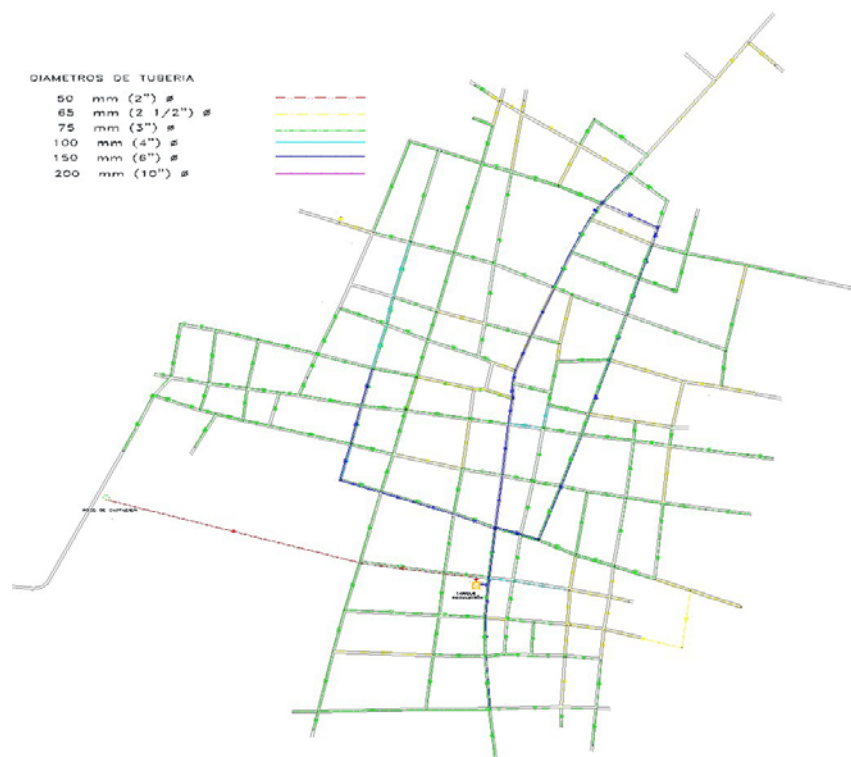 DIAMETROS DE TUBERIA
50 mm (2") ø
65 mm (2 1/2") ø
75 mm (3") ø
100 mm (4") ø
150 mm (6") ø
200 mm (10") ø
TANQUE